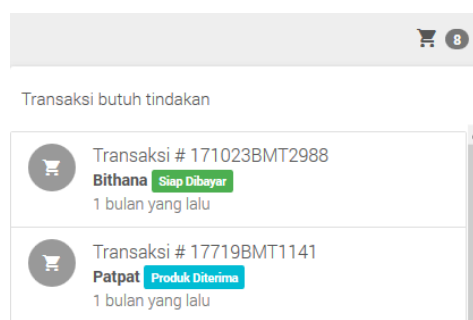 8
Transaksi butuh tindakan
Transaksi # 171023BMT2988
Bithana Siap Dibayar
1 bulan yang lalu
Transaksi # 17719BMT1141
Patpat Produk Diterima
1 bulan yang lalu